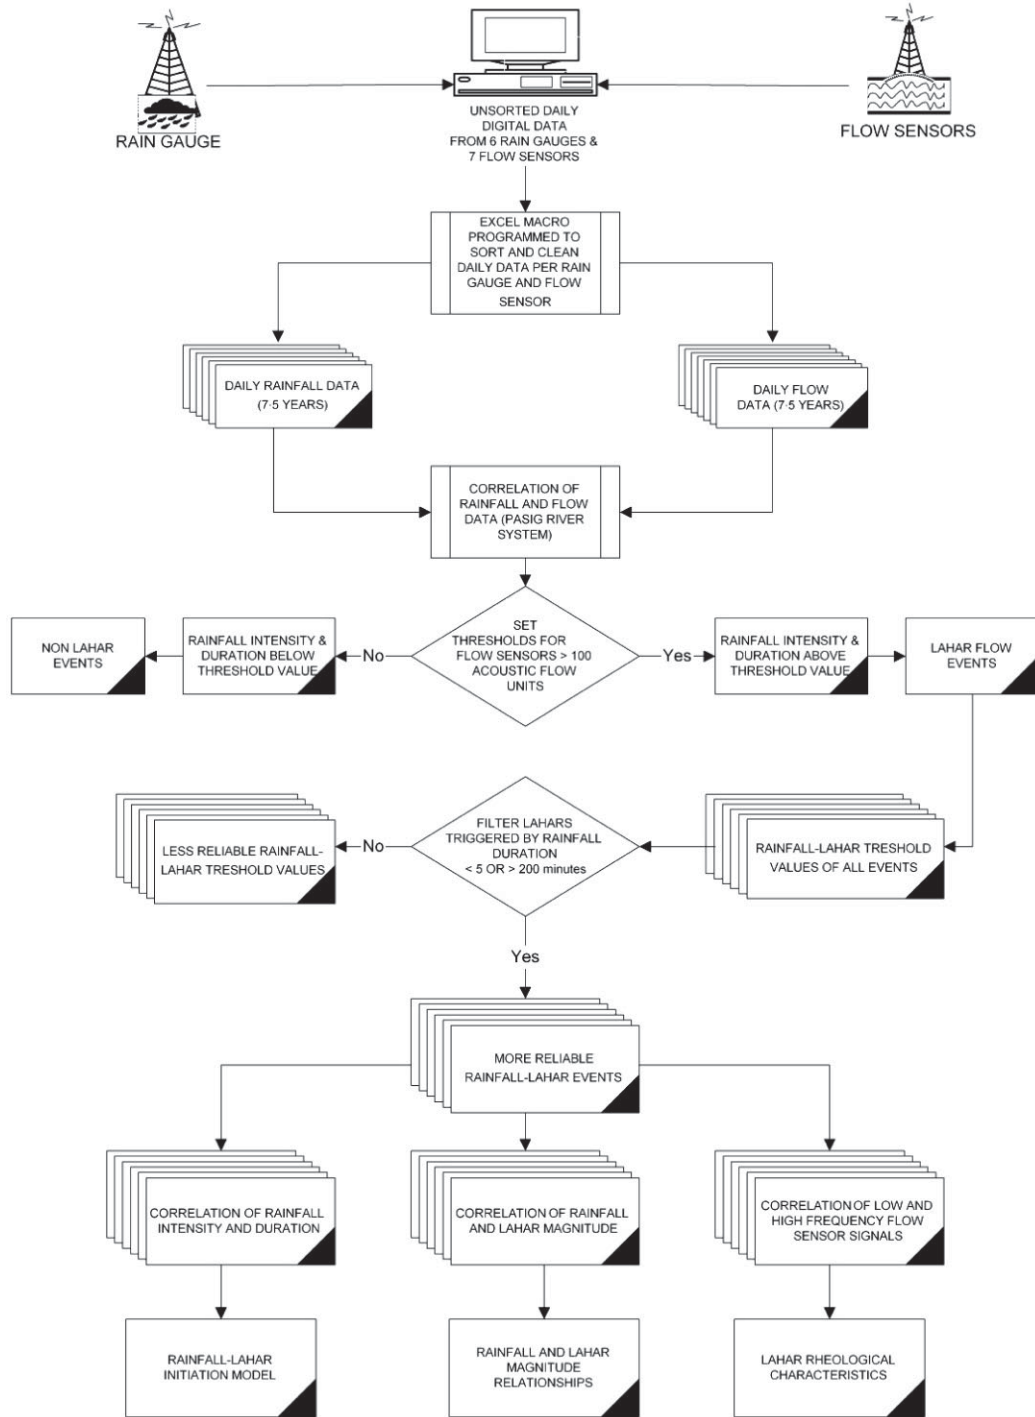 RAIN GAUGE
UNSORTED DAILY
DIGITAL DATA
FROM 6 RAIN GAUGES &
7 FLOW SENSORS
FLOW SENSORS
EXCEL MACRO
PROGRAMMED TO
SORT AND CLEAN
DAILY DATA PER RAIN
GAUGE AND FLOW
SENSOR
DAILY RAINFALL DATA
(7·5 YEARS)
DAILY FLOW
DATA (7·5 YEARS)
CORRELATION OF
RAINFALL AND FLOW
DATA (PASIG RIVER
SYSTEM)
NON LAHAR
EVENTS
RAINFALL INTENSITY &
DURATION BELOW
THRESHOLD VALUE
No
SET
THRESHOLDS FOR
FLOW SENSORS > 100
ACOUSTIC FLOW
UNITS
Yes
RAINFALL INTENSITY &
DURATION ABOVE
THRESHOLD VALUE
LAHAR FLOW
EVENTS
LESS RELIABLE RAINFALL-
LAHAR TRESHOLD VALUES
No
FILTER LAHARS
TRIGGERED BY RAINFALL
DURATION
< 5 OR > 200 minutes
RAINFALL-LAHAR TRESHOLD
VALUES OF ALL EVENTS
Yes
MORE RELIABLE
RAINFALL-LAHAR EVENTS
CORRELATION OF RAINFALL
INTENSITY AND DURATION
CORRELATION OF RAINFALL
AND LAHAR MAGNITUDE
CORRELATION OF LOW AND
HIGH FREQUENCY FLOW
SENSOR SIGNALS
RAINFALL-LAHAR
INITIATION MODEL
RAINFALL AND LAHAR
MAGNITUDE
RELATIONSHIPS
LAHAR RHEOLOGICAL
CHARACTERISTICS